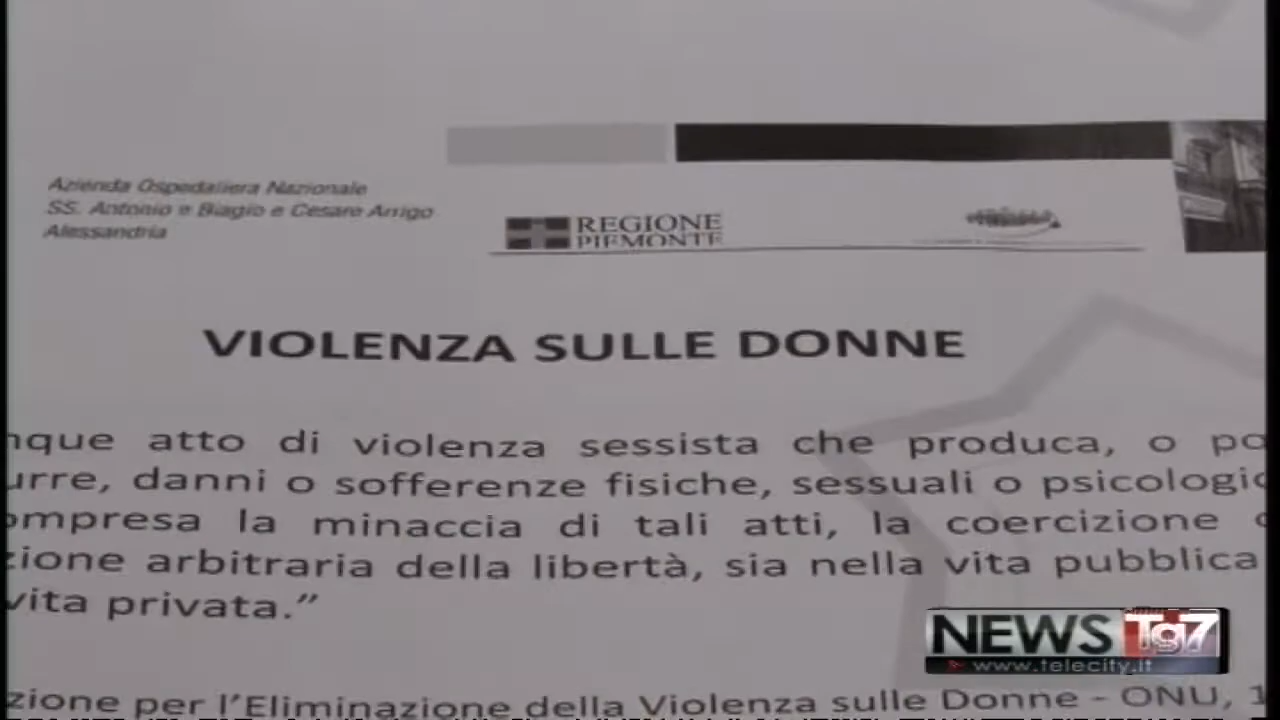 Azienda Ospedaliera Nazionale
SS. Antonio e Biagio e Cesare Arrigo
Alessandria
REGIONE
PIEMONTE
VIOLENZA SULLE DONNE
nque atto di violenza sessista che produca, o po
urre, danni o sofferenze fisiche, sessuali o psicologic
ompresa la minaccia di tali atti, la coercizione
zione arbitraria della libertà, sia nella vita pubblica
vita privata.”
zione per l’Eliminazione della Violenza sulle Donne - ONU, 1
NEWS Tg7
www.telecity.it